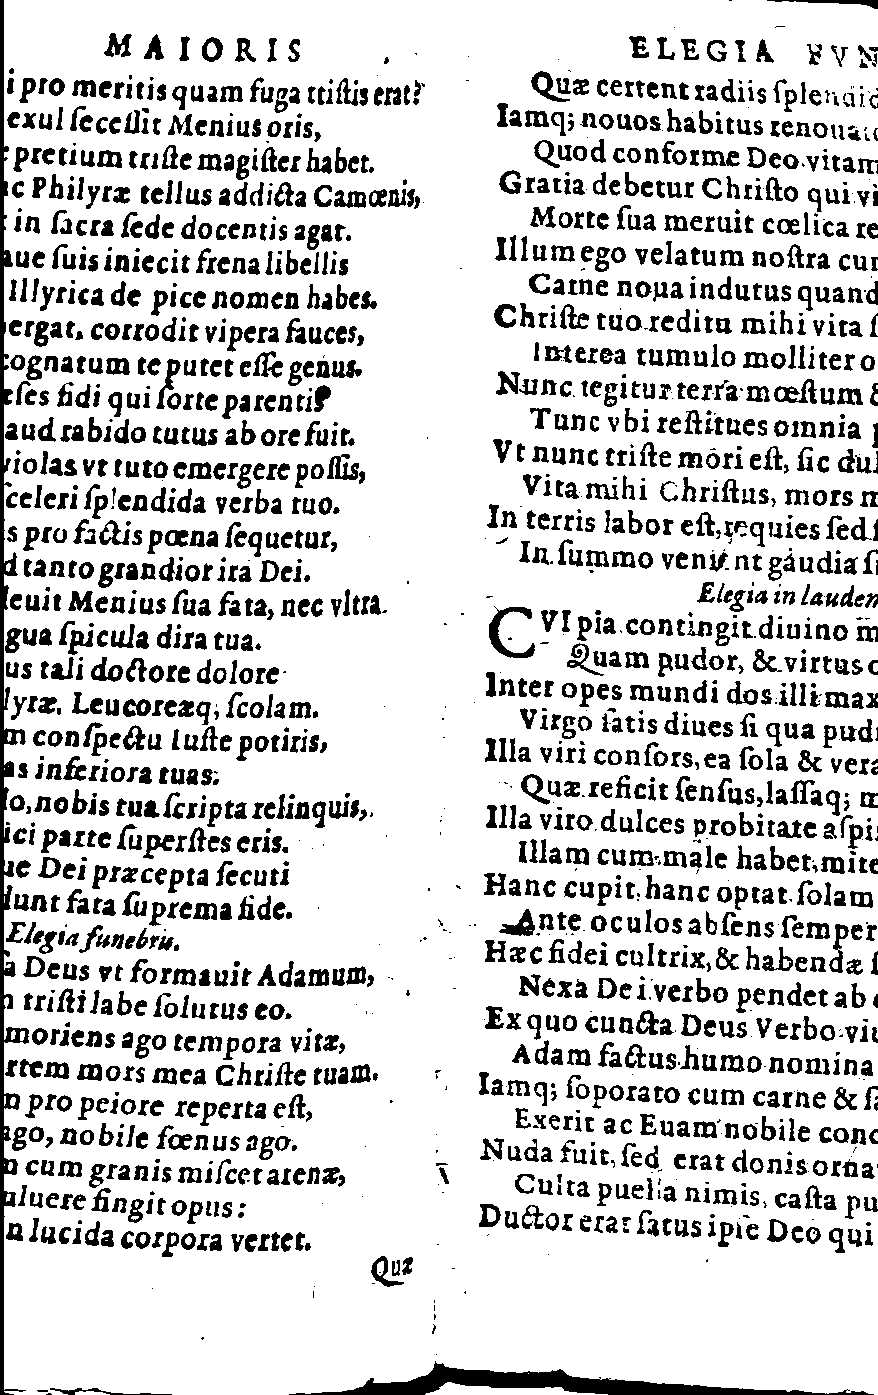 MAIORIS
i pro meritis quam fuga tristis erat?
exul ſeceſſit Menius oris,
pretium triſte magiſter habet.
c Philyræ tellus addicta Camœnis,
in ſacra ſede docentis agat.
aue ſuis iniecit frena libellis
Illyrica de pice nomen habes.
ergat, corrodit vipera fauces,
cognatum te putet eſſe genus.
eſes fidi qui ſorte parentis
aud rabido tutus ab ore fuit.
violas vt tuto emergere poſſis,
ſceleri ſplendida verba tuo.
s pro factis pœna ſequetur,
d tanto grandior ira Dei.
leuit Menius ſua fata, nec vltra
gua ſpicula dira tua.
us tali doctore dolore
lyræ, Leucoreæq; ſcolam.
m conſpectu Iuſte potiris,
as inferiora tuas:
lo, nobis tua ſcripta relinquis,
ici parte ſuperſtes eris.
ue Dei præcepta ſecuti
dunt fata ſuprema fide.
Elegia funebris.
a Deus vt formauit Adamum,
n triſti labe ſolutus eo.
moriens ago tempora vitæ,
rtem mors mea Chriſte tuam.
n pro peiore reperta eſt,
ago, nobile fœnus ago.
n cum granis miſcet arenæ,
uluere fingit opus:
n lucida corpora vertet.
Quæ
ELEGIA FVN
Quæ certent radiis ſplendid
Iamq; nouos habitus renouat
Quod conforme Deo vitam
Gratia debetur Chriſto qui vi
Morte ſua meruit cœlica re
Illum ego velatum noſtra cur
Carne noua indutus quand
Chriſte tuo reditu mihi vita ſ
Interea tumulo molliter o
Nunc tegitur terra mœſtum &
Tunc vbi reſtitues omnia p
Vt nunc triſte mori eſt, ſic dul
Vita mihi Chriſtus, mors m
In terris labor eſt, requies ſed ſ
In ſummo veniunt gaudia ſi
Elegia in laudem
CVI pia contingit diuino m
Quam pudor, & virtus c
Inter opes mundi dos illi max
Virgo ſatis diues ſi qua pudi
Illa viri conſors, ea ſola & vera
Quæ reficit ſenſus, laſſaq; m
Illa viro dulces probitate aſpi
Illam cum male habet, mite
Hanc cupit, hanc optat ſolam
Ante oculos abſens ſemper
Hæc fidei cultrix, & habendæ ſ
Nexa Dei verbo pendet ab
Ex quo cuncta Deus Verbo viu
Adam factus humo nomina
Iamq; ſoporato cum carne & ſa
Exerit ac Euam nobile conc
Nuda fuit, ſed erat donis orna
Culta puella nimis, caſta pu
Ductor erat ſatus ipſe Deo qui